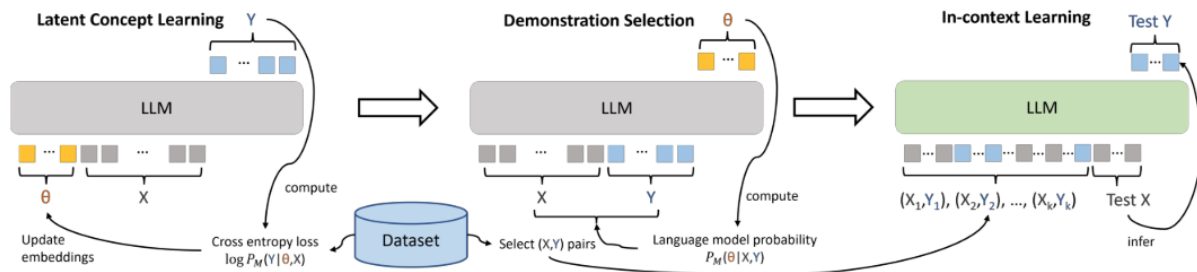 Latent Concept Learning
Y
...
LLM
...
...
θ
X
compute
Update
embeddings
Cross entropy loss
log P_M(Y|θ,X)
Dataset
Demonstration Selection
θ
...
LLM
...
...
X
Y
compute
Select (X,Y) pairs
Language model probability
P_M(θ|X,Y)
In-context Learning
Test Y
...
LLM
... ... ... ... ...
(X₁,Y₁), (X₂,Y₂), ..., (Xₖ,Yₖ)
Test X
infer